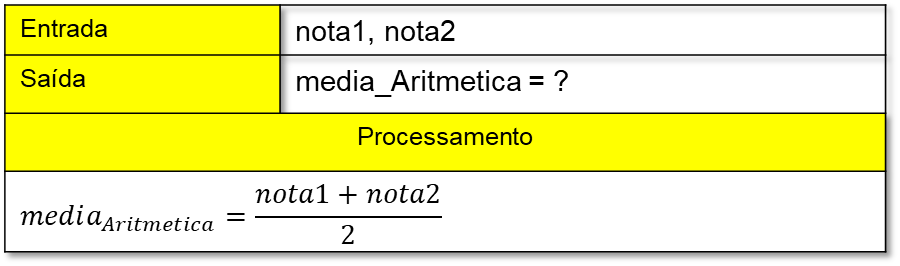 Entrada nota1, nota2
Saída media_Aritmetica = ?
Processamento
media_Aritmetica = (nota1 + nota2) / 2